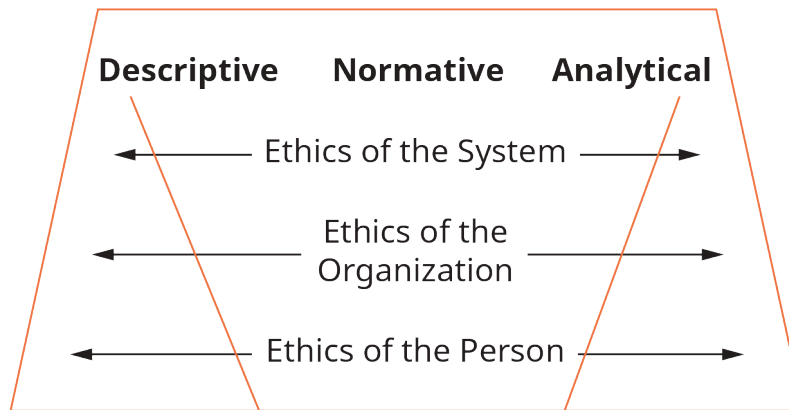 Descriptive Normative Analytical
Ethics of the System
Ethics of the
Organization
Ethics of the Person